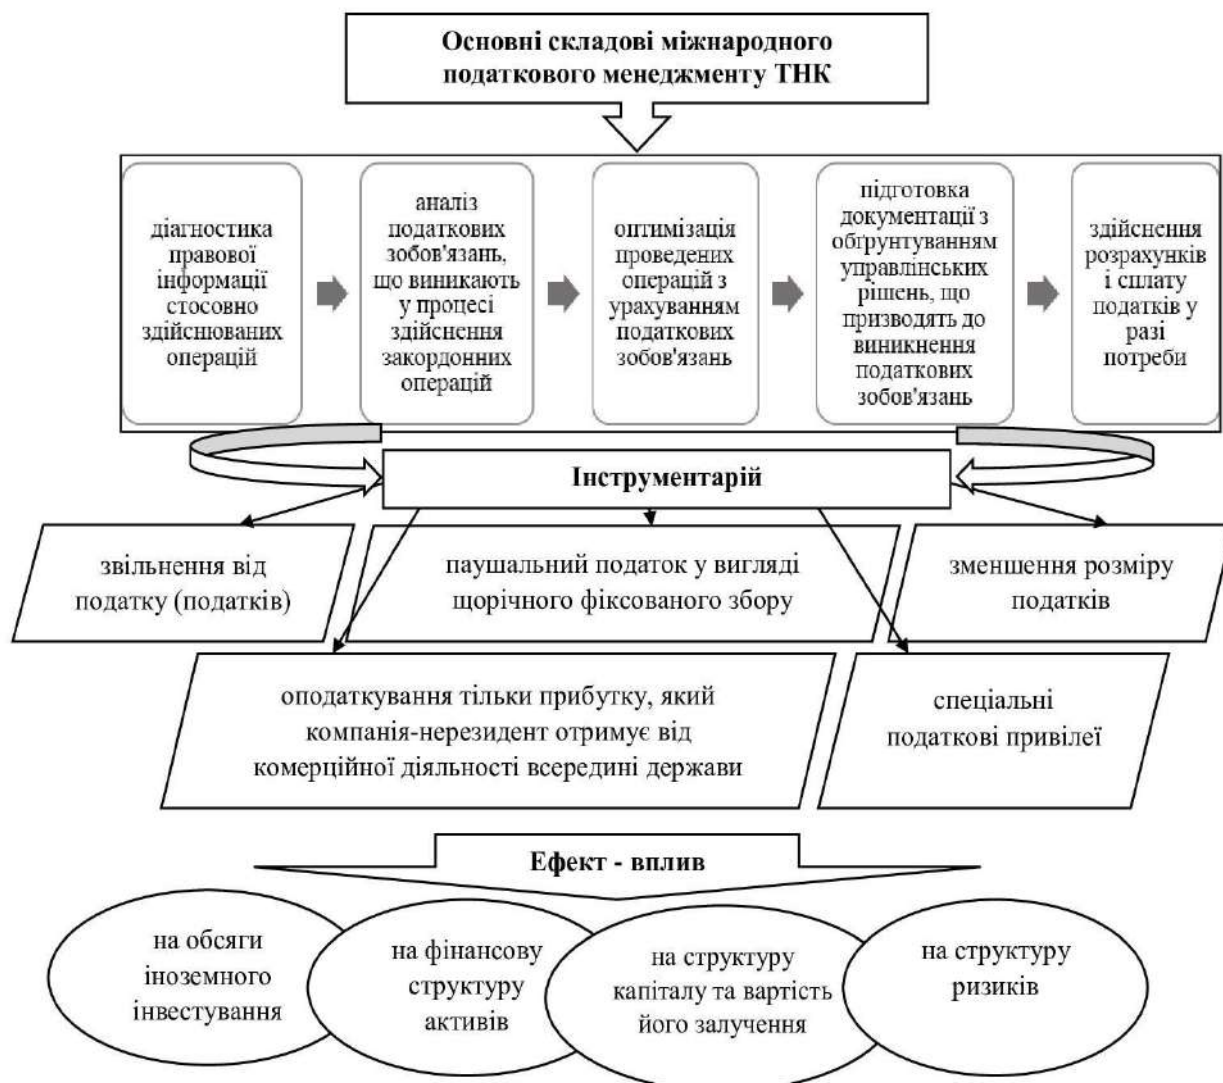 Основні складові міжнародного
податкового менеджменту ТНК
діагностика
правової
інформації
стосовно
здійснюваних
операцій
аналіз
податкових
зобов'язань,
що виникають
у процесі
здійснення
закордонних
операцій
оптимізація
проведених
операцій з
урахуванням
податкових
зобов'язань
підготовка
документації з
обґрунтуванням
управлінських
рішень, що
призводять до
виникнення
податкових
зобов'язань
здійснення
розрахунків
і сплату
податків у
разі
потреби
Інструментарій
звільнення від
податку (податків)
паушальний податок у вигляді
щорічного фіксованого збору
зменшення розміру
податків
оподаткування тільки прибутку, який
компанія-нерезидент отримує від
комерційної діяльності всередині держави
спеціальні
податкові привілеї
Ефект - вплив
на обсяги
іноземного
інвестування
на фінансову
структуру
активів
на структуру
капіталу та вартість
його залучення
на структуру
ризиків